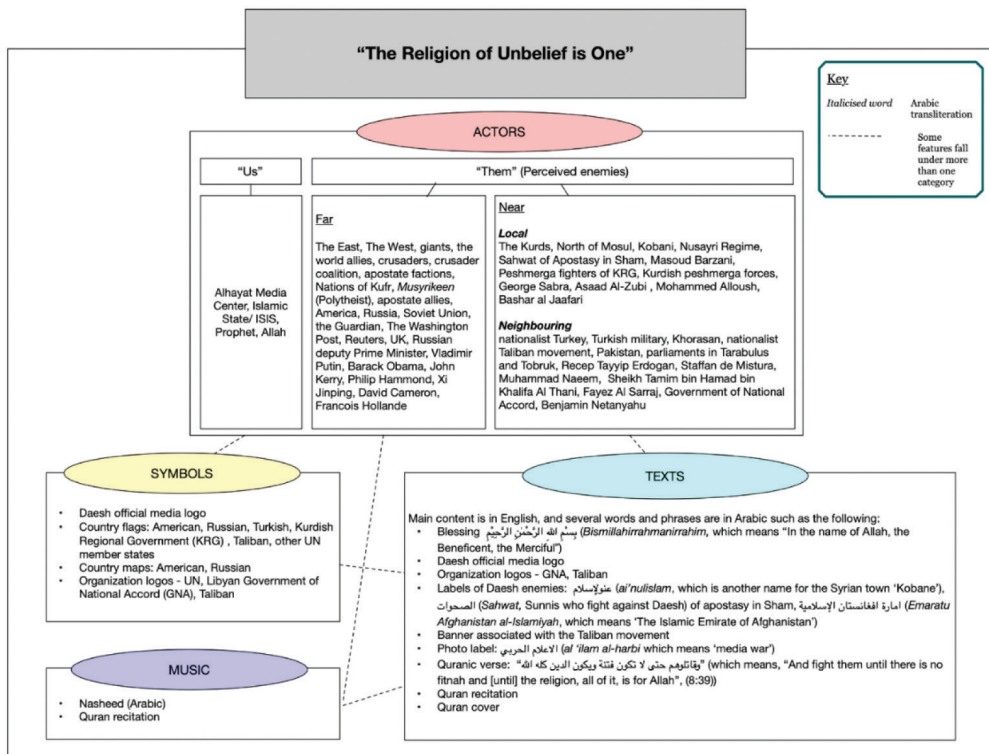 “The Religion of Unbelief is One”
Key
Italicised word
Arabic
transliteration
Some
features fall
under more
than one
category
ACTORS
“Us”
“Them” (Perceived enemies)
Alhayat Media
Center, Islamic
State/ ISIS,
Prophet, Allah
Far
The East, The West, giants, the
world allies, crusaders, crusader
coalition, apostate factions,
Nations of Kufr, Musyrikeen
(Polytheist), apostate allies,
America, Russia, Soviet Union,
the Guardian, The Washington
Post, Reuters, UK, Russian
deputy Prime Minister, Vladimir
Putin, Barack Obama, John
Kerry, Philip Hammond, Xi
Jinping, David Cameron,
Francois Hollande
Near
Local
The Kurds, North of Mosul, Kobani, Nusayri Regime,
Sahwat of Apostasy in Sham, Masoud Barzani,
Peshmerga fighters of KRG, Kurdish peshmerga forces,
George Sabra, Asaad Al-Zubi , Mohammed Alloush,
Bashar al Jaafari
Neighbouring
nationalist Turkey, Turkish military, Khorasan, nationalist
Taliban movement, Pakistan, parliaments in Tarabulus
and Tobruk, Recep Tayyip Erdogan, Staffan de Mistura,
Muhammad Naeem, Sheikh Tamim bin Hamad bin
Khalifa Al Thani, Fayez Al Sarraj, Government of National
Accord, Benjamin Netanyahu
SYMBOLS
• Daesh official media logo
• Country flags: American, Russian, Turkish, Kurdish
Regional Government (KRG) , Taliban, other UN
member states
• Country maps: American, Russian
• Organization logos - UN, Libyan Government of
National Accord (GNA), Taliban
MUSIC
• Nasheed (Arabic)
• Quran recitation
TEXTS
Main content is in English, and several words and phrases are in Arabic such as the following:
• Blessing بِسْمِ اللهِ الرَّحْمٰنِ الرَّحِيْمِ (Bismillahirrahmanirrahim, which means “In the name of Allah, the
Beneficent, the Merciful”)
• Daesh official media logo
• Organization logos - GNA, Taliban
• Labels of Daesh enemies: عنولإسلام (ai’nulislam, which is another name for the Syrian town ‘Kobane’),
الصحوات (Sahwat, Sunnis who fight against Daesh) of apostasy in Sham, امارة افغانستان الإسلامية (Emaratu
Afghanistan al-Islamiyah, which means ‘The Islamic Emirate of Afghanistan’)
• Banner associated with the Taliban movement
• Photo label: الاعلام الحربي (al ‘ilam al-harbi which means ‘media war’)
• Quranic verse: “وقاتلوهم حتى لا تكون فتنة ويكون الدين كله لله” (which means, “And fight them until there is no
fitnah and [until] the religion, all of it, is for Allah”, (8:39))
• Quran recitation
• Quran cover